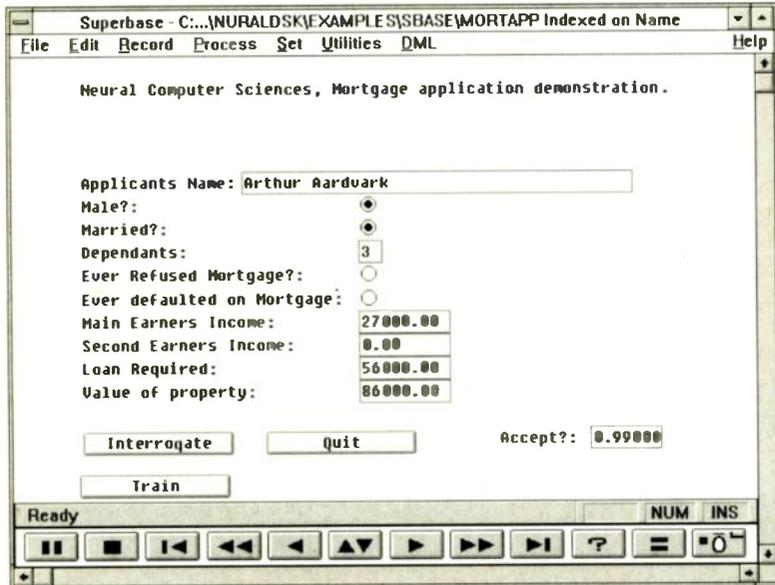 Superbase - C:...\NURALDSK\EXAMPLES\SBASE\MORTAPP Indexed on Name
File Edit Record Process Set Utilities DML Help
Neural Computer Sciences, Mortgage application demonstration.
Applicants Name: Arthur Aardvark
Male?:
Married?:
Dependants: 3
Ever Refused Mortgage?:
Ever defaulted on Mortgage:
Main Earners Income: 27000.00
Second Earners Income: 0.00
Loan Required: 56000.00
Value of property: 86000.00
Interrogate Quit Accept?: 0.99000
Train
Ready NUM INS
?